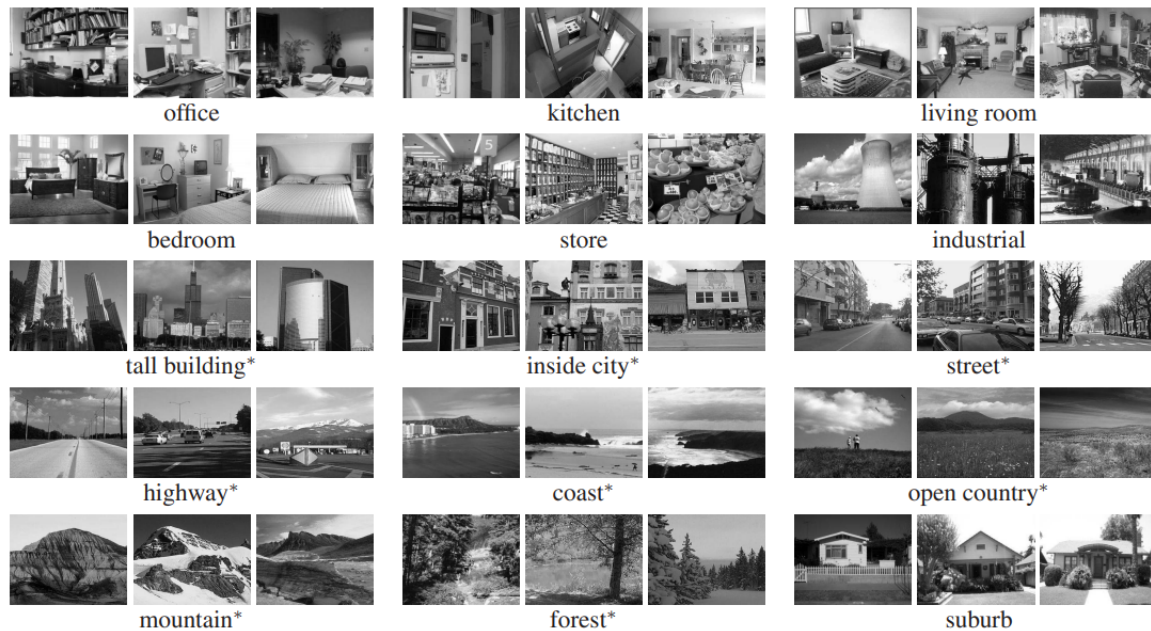 office kitchen living room
5
bedroom store industrial
tall building* inside city* street*
highway* coast* open country*
mountain* forest* suburb